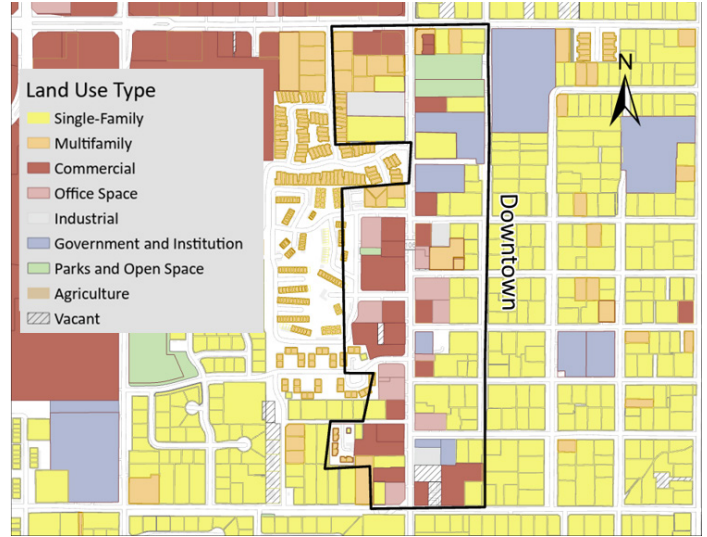 Land Use Type
Single-Family
Multifamily
Commercial
Office Space
Industrial
Government and Institution
Parks and Open Space
Agriculture
Vacant
N
Downtown